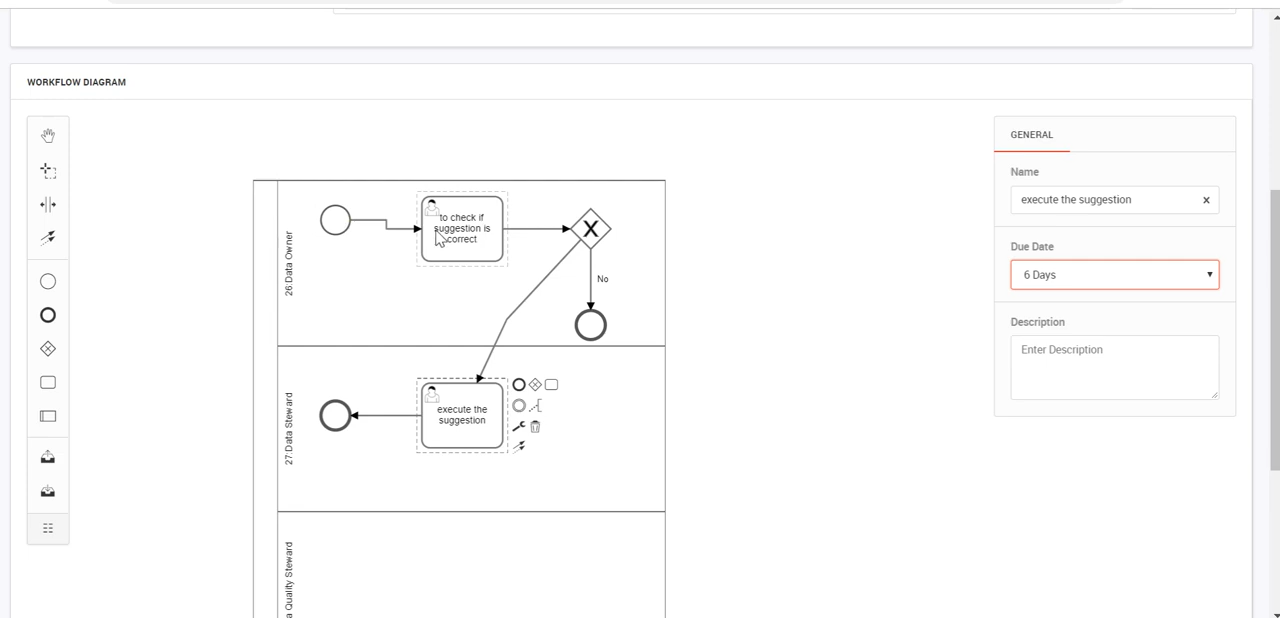 WORKFLOW DIAGRAM
GENERAL
Name
execute the suggestion
Due Date
6 Days
Description
Enter Description
26:Data Owner
to check if
suggestion is
correct
X
No
27:Data Steward
execute the
suggestion
Quality Steward